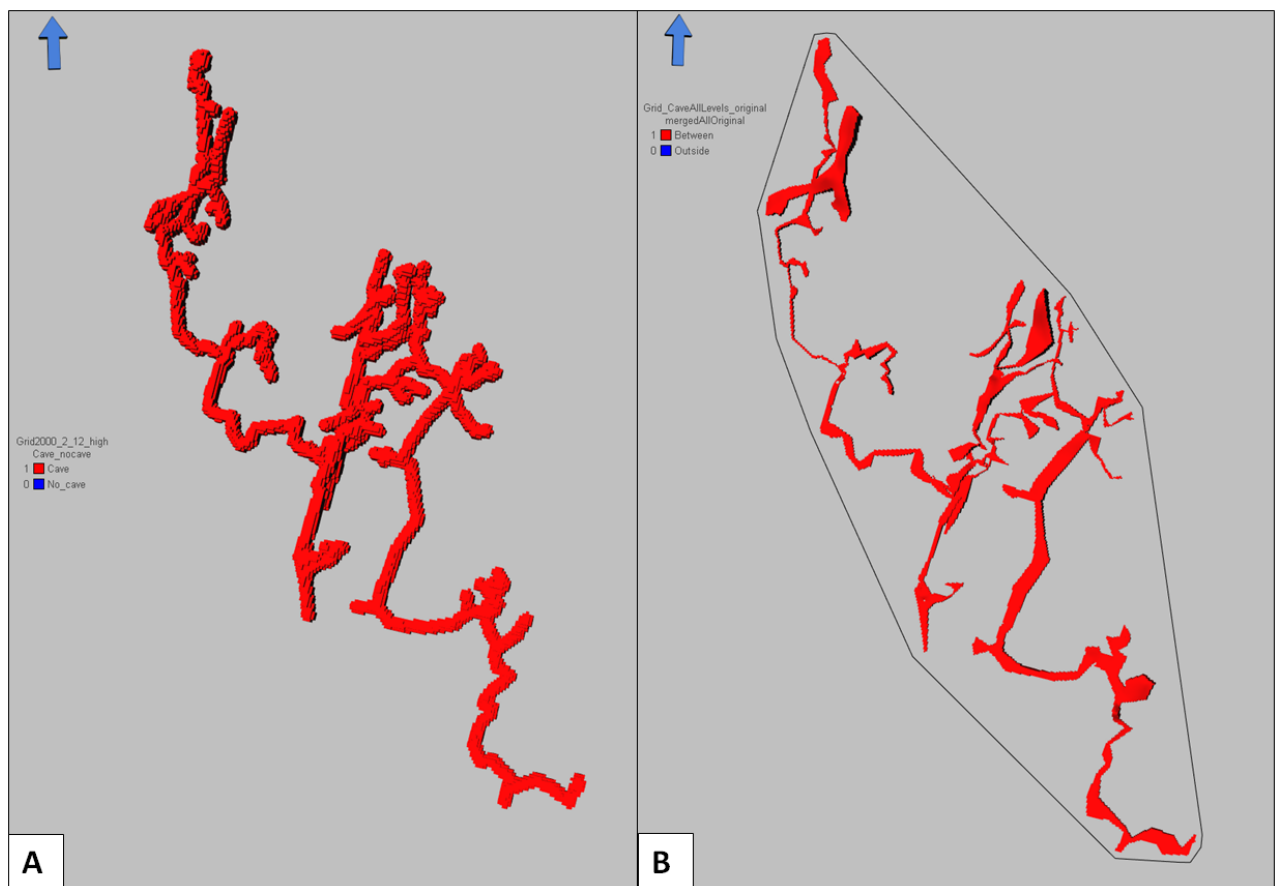 Grid2000_2_12_high
Cave_nocave
1 Cave
0 No_cave
A
Grid_CaveAllLevels_original
mergedAllOriginal
1 Between
0 Outside
B